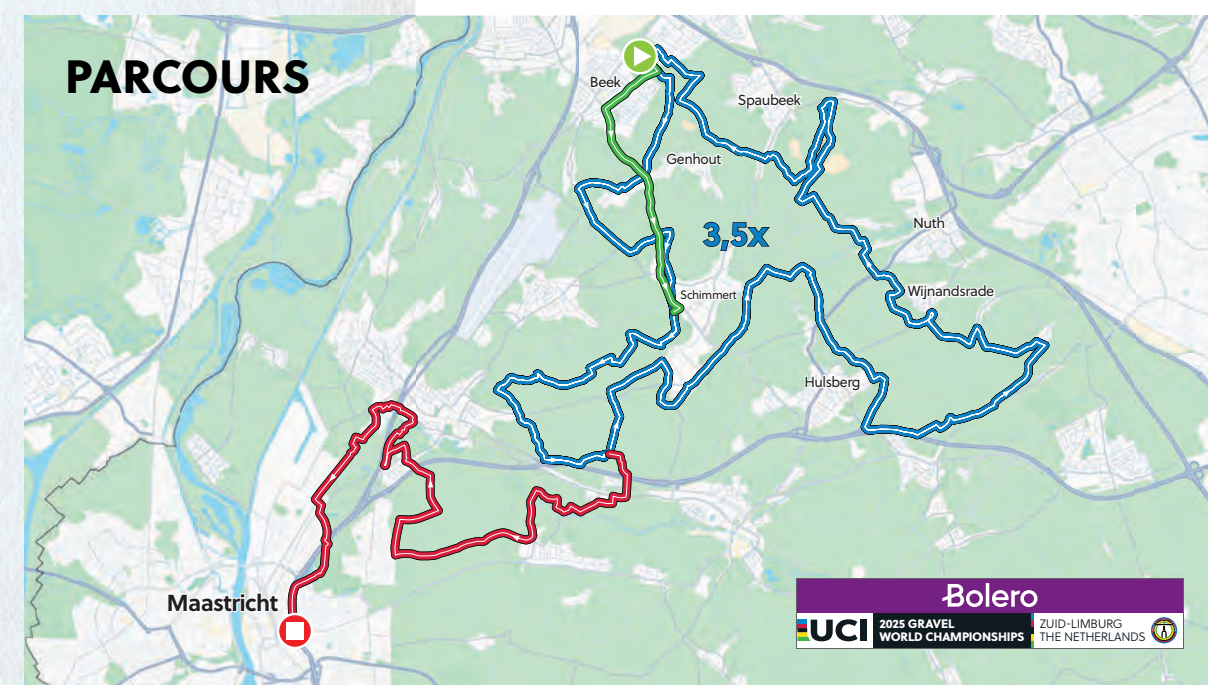 PARCOURS
Beek
Spaubeek
Genhout
3,5x
Nuth
Schimmert
Wijnandsrade
Hulsberg
Maastricht
Bolero
UCI
2025 GRAVEL
WORLD CHAMPIONSHIPS
ZUID-LIMBURG
THE NETHERLANDS